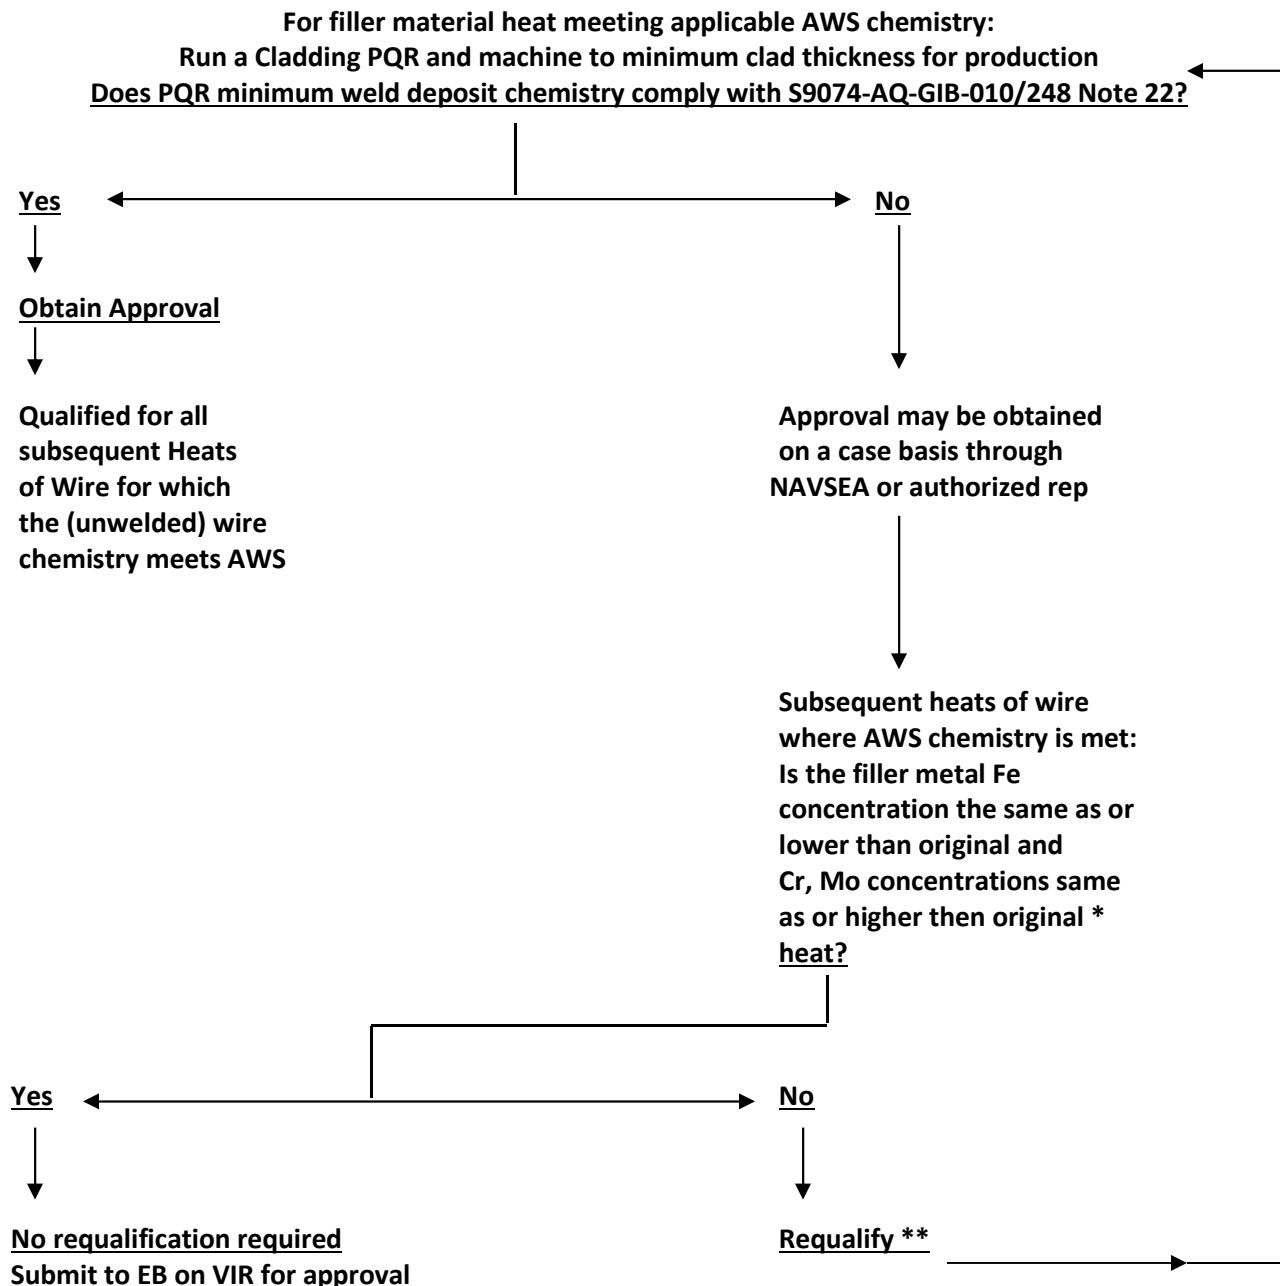 For filler material heat meeting applicable AWS chemistry:
Run a Cladding PQR and machine to minimum clad thickness for production
Does PQR minimum weld deposit chemistry comply with S9074-AQ-GIB-010/248 Note 22?
Yes
No
Obtain Approval
Qualified for all
subsequent Heats
of Wire for which
the (unwelded) wire
chemistry meets AWS
Approval may be obtained
on a case basis through
NAVSEA or authorized rep
Subsequent heats of wire
where AWS chemistry is met:
Is the filler metal Fe
concentration the same as or
lower than original and
Cr, Mo concentrations same
as or higher then original *
heat?
Yes
No
No requalification required
Submit to EB on VIR for approval
Requalify **